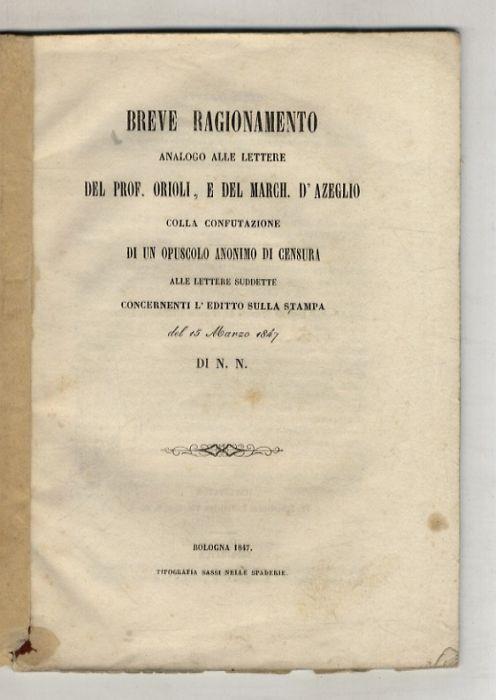 BREVE RAGIONAMENTO
ANALOGO ALLE LETTERE
DEL PROF. ORIOLI, E DEL MARCH. D'AZEGLIO
COLLA CONFUTAZIONE
DI UN OPUSCOLO ANONIMO DI CENSURA
ALLE LETTERE SUDDETTE
CONCERNENTI L'EDITTO SULLA STAMPA
del 15 Marzo 1847
DI N. N.
BOLOGNA 1847.
TIPOGRAFIA SASSI NELLE SPADERIE.